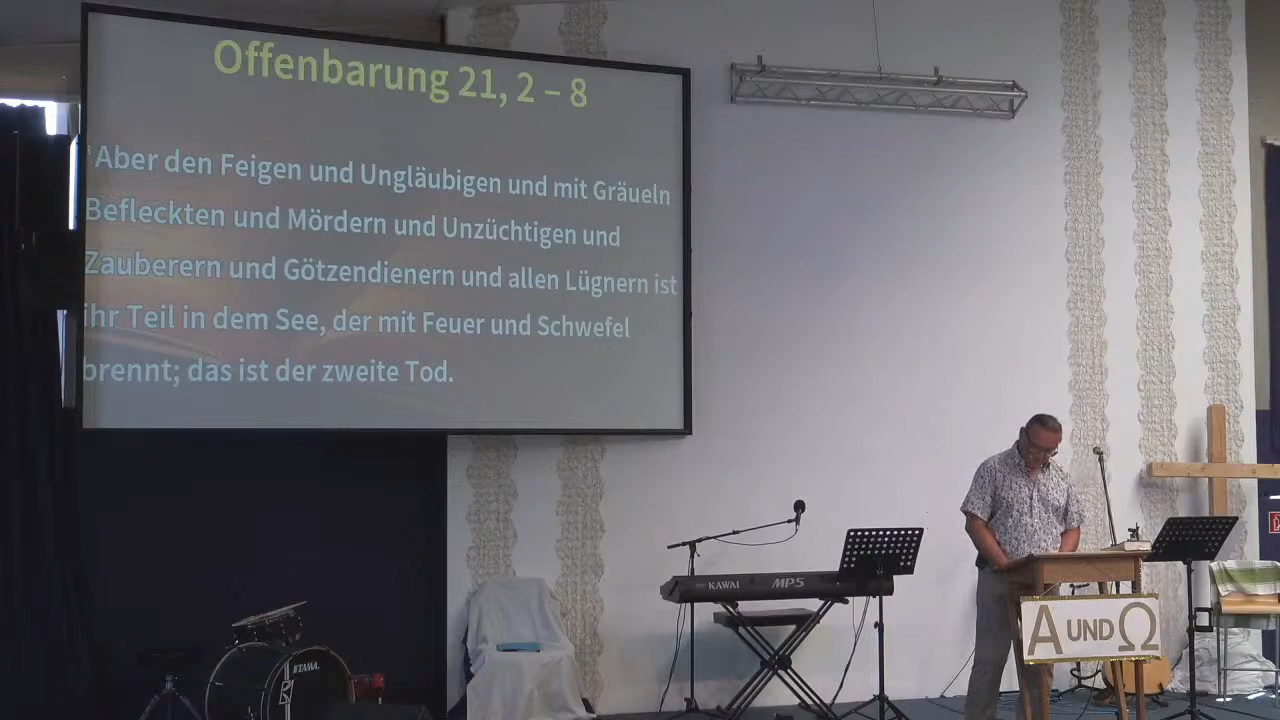 Offenbarung 21, 2 – 8
8 Aber den Feigen und Ungläubigen und mit Gräueln
Befleckten und Mördern und Unzüchtigen und
Zauberern und Götzendienern und allen Lügnern ist
ihr Teil in dem See, der mit Feuer und Schwefel
brennt; das ist der zweite Tod.
KAWAI MP5
TAMA
A UND Ω